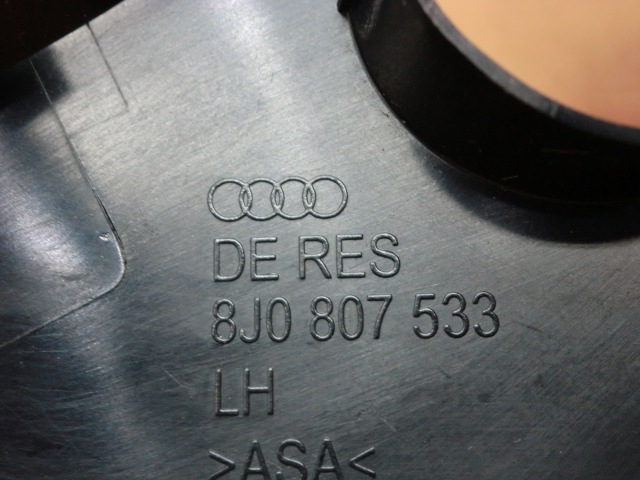 DE RES
8J0 807 533
LH
>ASA<